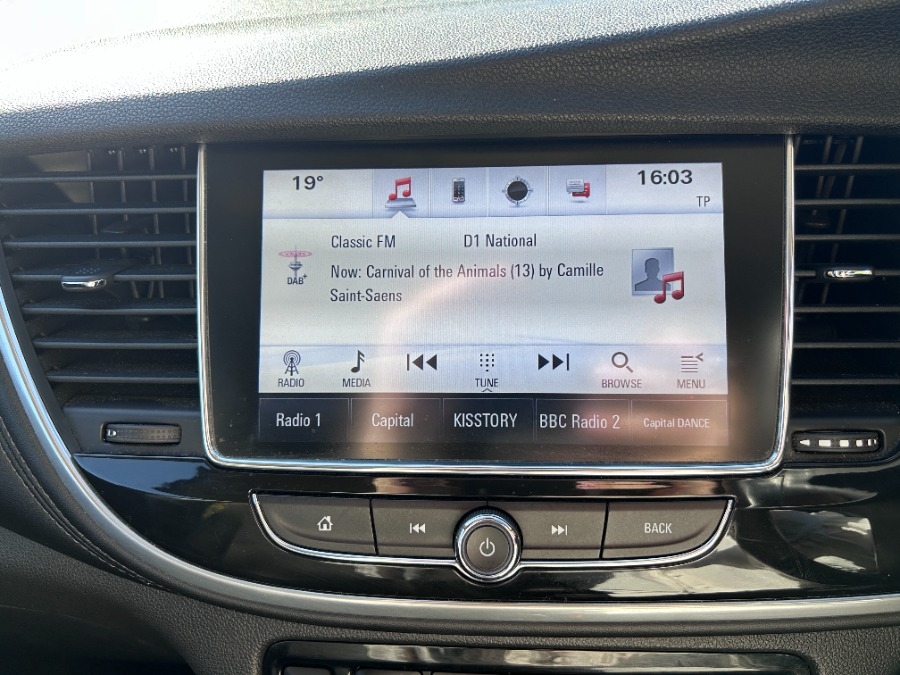 19°
16:03
TP
Classic FM D1 National
DAB+
Now: Carnival of the Animals (13) by Camille
Saint-Saens
RADIO MEDIA TUNE BROWSE MENU
Radio 1 Capital KISSTORY BBC Radio 2 Capital DANCE
BACK